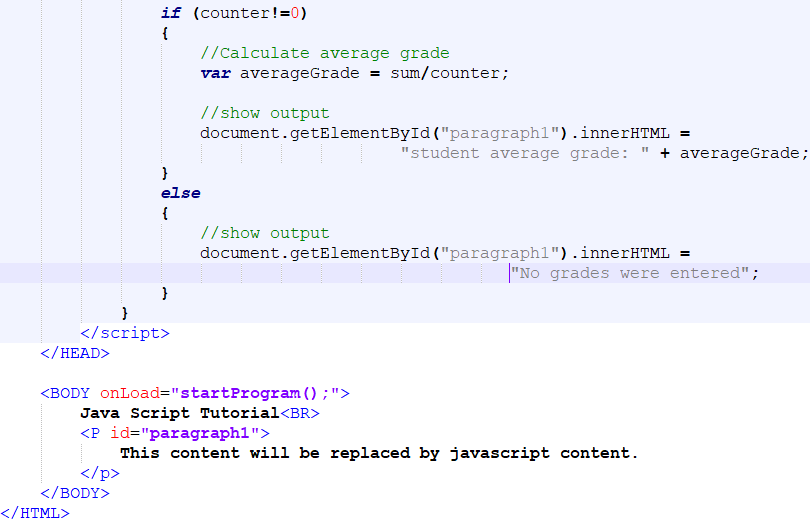 if (counter!=0)
{
//Calculate average grade
var averageGrade = sum/counter;
//show output
document.getElementById("paragraph1").innerHTML =
"student average grade: " + averageGrade;
}
else
{
//show output
document.getElementById("paragraph1").innerHTML =
"No grades were entered";
}
}
</script>
</HEAD>
<BODY onLoad="startProgram();">
Java Script Tutorial<BR>
<P id="paragraph1">
This content will be replaced by javascript content.
</p>
</BODY>
</HTML>